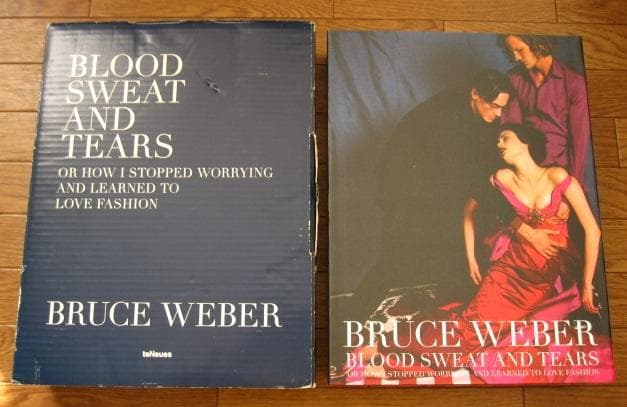 BLOOD
SWEAT
AND
TEARS
OR HOW I STOPPED WORRYING
AND LEARNED TO
LOVE FASHION
BRUCE WEBER
teNeues
BRUCE WEBER
BLOOD SWEAT AND TEARS
OR HOW I STOPPED WORRYING AND LEARNED TO LOVE FASHION